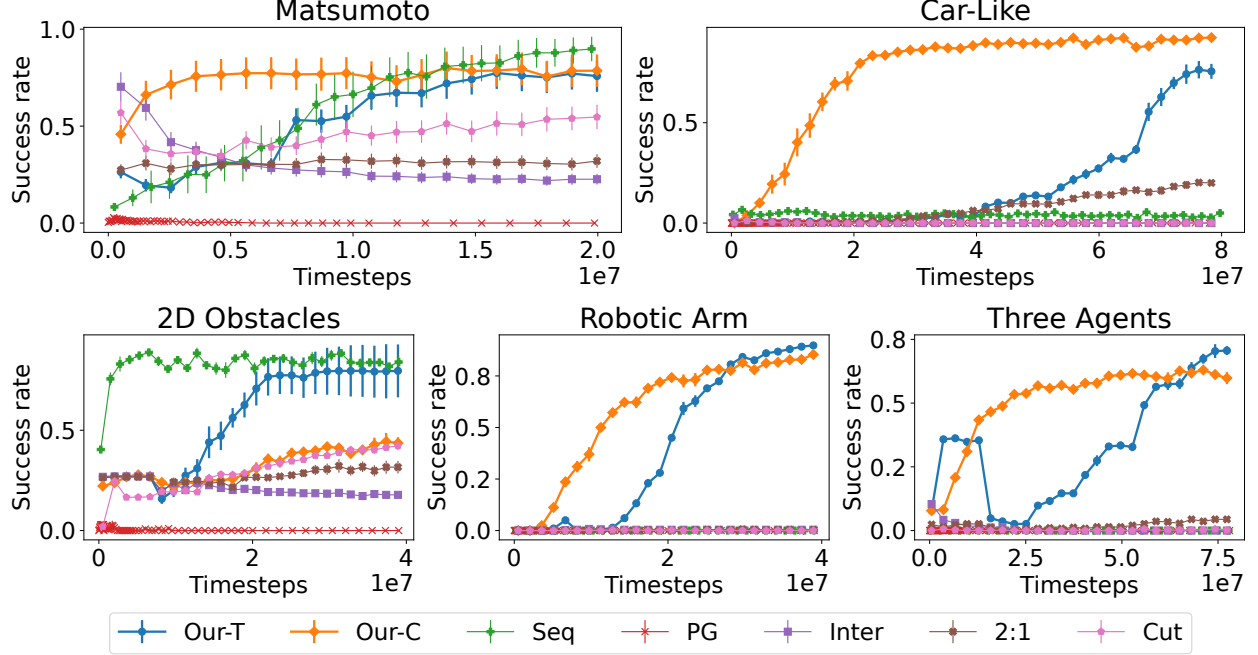 Matsumoto
Car-Like
Success rate
1.0
0.5
0.0
0.0 0.5 1.0 1.5 2.0
Timesteps
1e7
Success rate
0.5
0.0
0 2 4 6 8
Timesteps
1e7
2D Obstacles
Robotic Arm
Three Agents
Success rate
0.5
0.0
0 2 4
Timesteps
1e7
Success rate
0.8
0.5
0.2
0.0
0 2 4
Timesteps
1e7
Success rate
0.8
0.5
0.2
0.0
0.0 2.5 5.0 7.5
Timesteps
1e7
Our-T Our-C Seq PG Inter 2:1 Cut